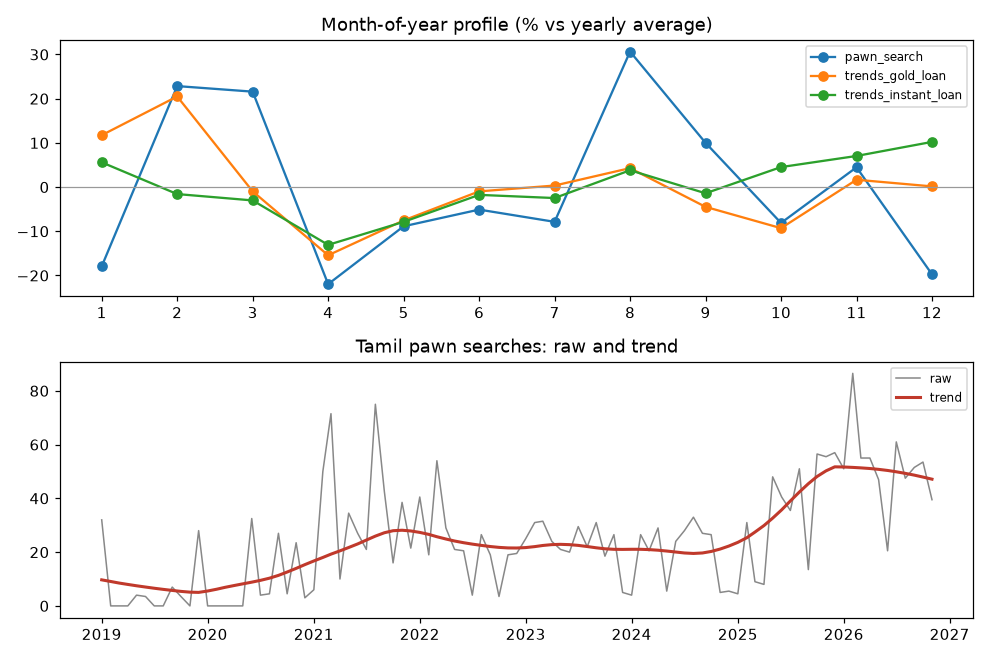 Month-of-year profile (% vs yearly average)
pawn_search
trends_gold_loan
trends_instant_loan
30
20
10
0
−10
−20
1 2 3 4 5 6 7 8 9 10 11 12
Tamil pawn searches: raw and trend
raw
trend
80
60
40
20
0
2019 2020 2021 2022 2023 2024 2025 2026 2027